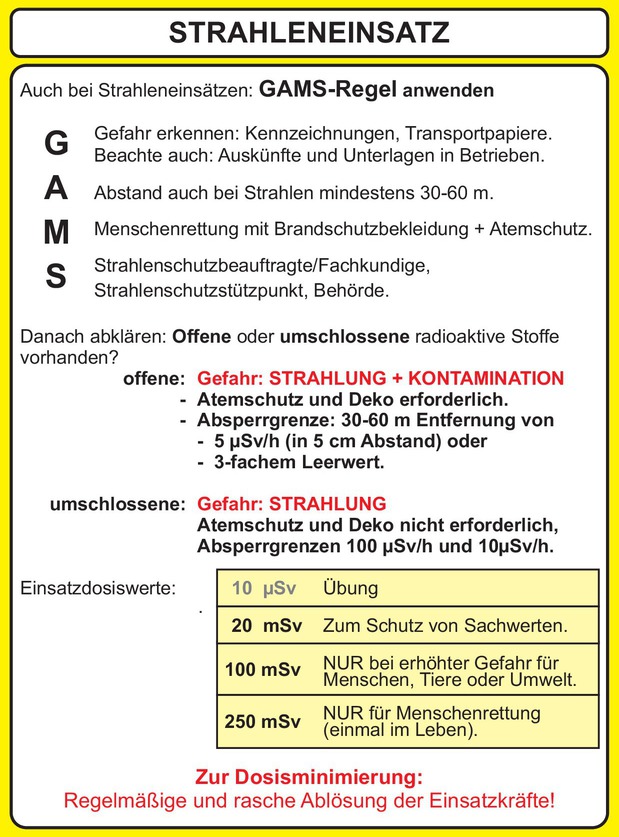 STRAHLENEINSATZ
Auch bei Strahleneinsätzen: GAMS-Regel anwenden
G Gefahr erkennen: Kennzeichnungen, Transportpapiere.
Beachte auch: Auskünfte und Unterlagen in Betrieben.
A Abstand auch bei Strahlen mindestens 30-60 m.
M Menschenrettung mit Brandschutzbekleidung + Atemschutz.
S Strahlenschutzbeauftragte/Fachkundige,
Strahlenschutzstützpunkt, Behörde.
Danach abklären: Offene oder umschlossene radioaktive Stoffe
vorhanden?
offene: Gefahr: STRAHLUNG + KONTAMINATION
- Atemschutz und Deko erforderlich.
- Absperrgrenze: 30-60 m Entfernung von
- 5 µSv/h (in 5 cm Abstand) oder
- 3-fachem Leerwert.
umschlossene: Gefahr: STRAHLUNG
Atemschutz und Deko nicht erforderlich,
Absperrgrenzen 100 µSv/h und 10µSv/h.
Einsatzdosiswerte: 10 µSv Übung
.
20 mSv Zum Schutz von Sachwerten.
100 mSv NUR bei erhöhter Gefahr für
Menschen, Tiere oder Umwelt.
250 mSv NUR für Menschenrettung
(einmal im Leben).
Zur Dosisminimierung:
Regelmäßige und rasche Ablösung der Einsatzkräfte!